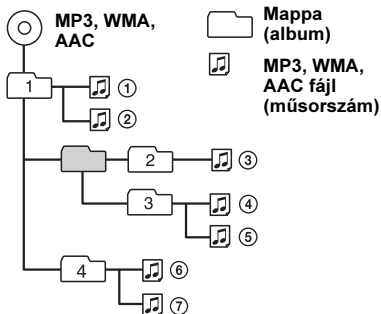 MP3, WMA,
AAC
Mappa
(album)
MP3, WMA,
AAC fájl
(műsorszám)
1
①
②
2
③
3
④
⑤
4
⑥
⑦